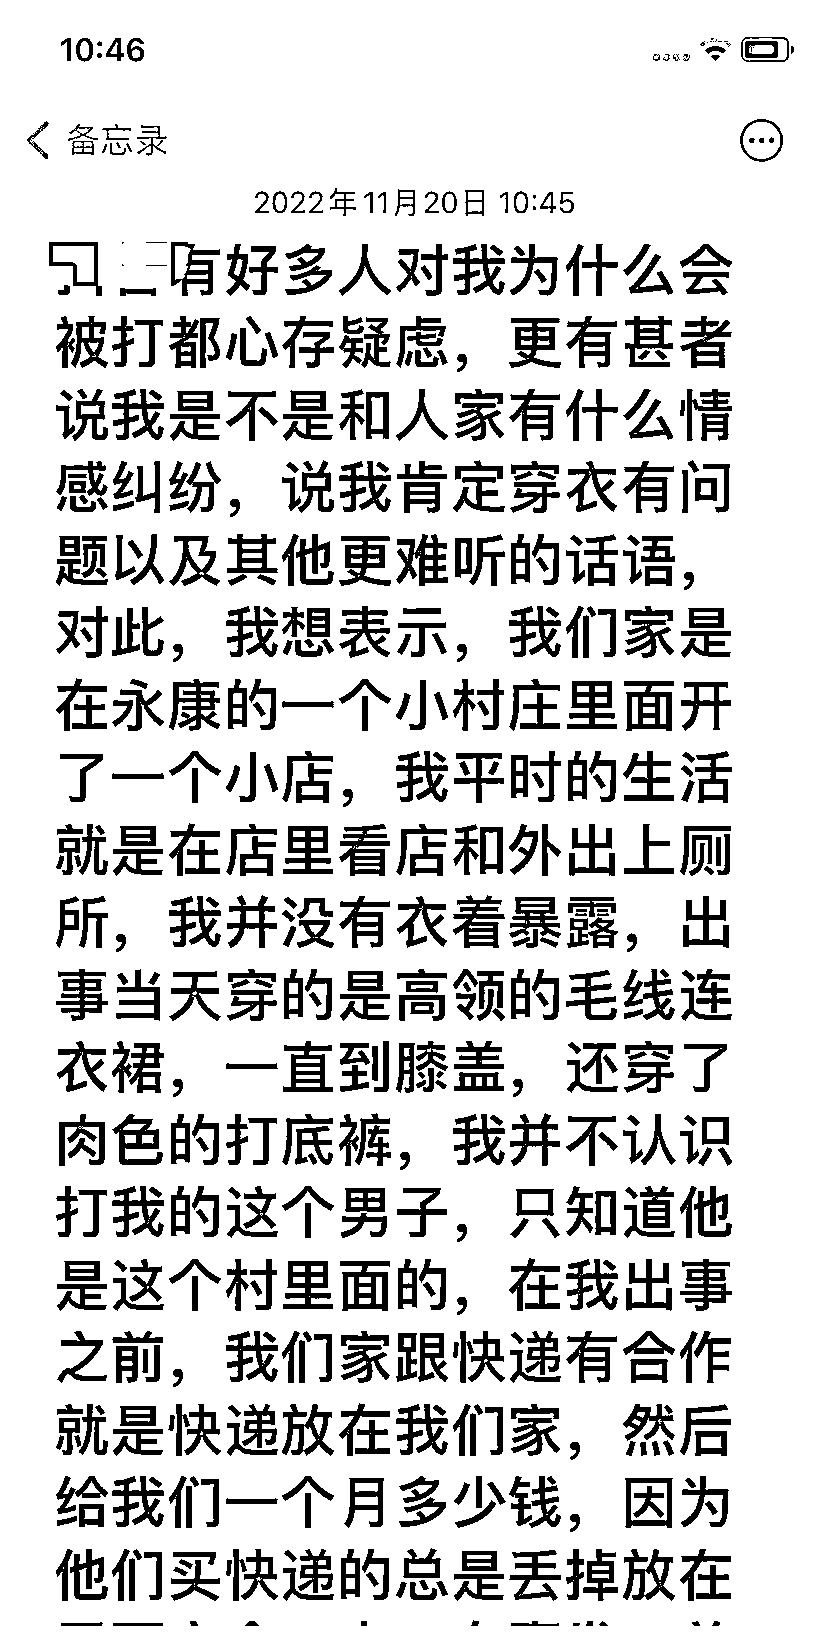 10:46
备忘录
2022年11月20日 10:45
有好多人对我为什么会
被打都心存疑虑，更有甚者
说我是不是和人家有什么情
感纠纷，说我肯定穿衣有问
题以及其他更难听的话语，
对此，我想表示，我们家是
在永康的一个小村庄里面开
了一个小店，我平时的生活
就是在店里看店和外出上厕
所，我并没有衣着暴露，出
事当天穿的是高领的毛线连
衣裙，一直到膝盖，还穿了
肉色的打底裤，我并不认识
打我的这个男子，只知道他
是这个村里面的，在我出事
之前，我们家跟快递有合作
就是快递放在我们家，然后
给我们一个月多少钱，因为
他们买快递的总是丢掉放在